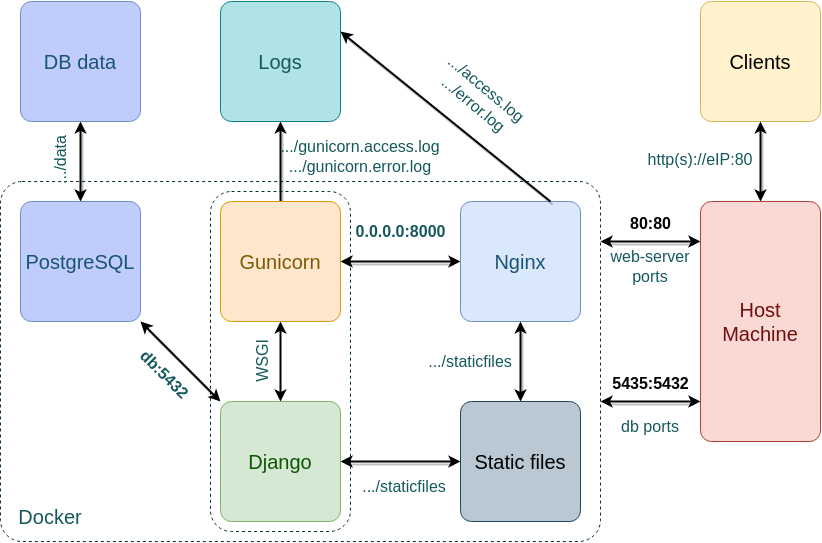 DB data
Logs
Clients
.../access.log
.../error.log
.../data
.../gunicorn.access.log
.../gunicorn.error.log
http(s)://eIP:80
PostgreSQL
Gunicorn
0.0.0.0:8000
Nginx
80:80
web-server
ports
Host
Machine
db:5432
WSGI
.../staticfiles
5435:5432
db ports
Django
Static files
.../staticfiles
Docker